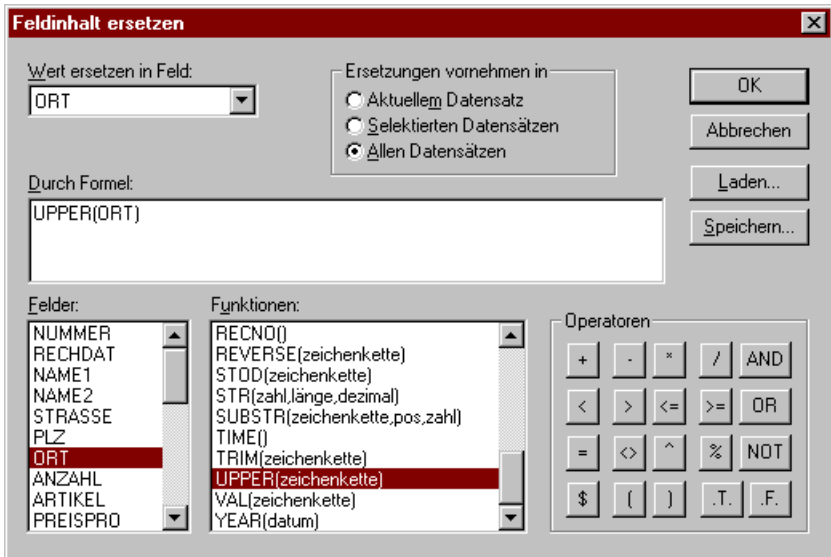 Feldinhalt ersetzen
Wert ersetzen in Feld:
ORT
Ersetzungen vornehmen in
Aktuellem Datensatz
Selektierten Datensätzen
Allen Datensätzen
OK
Abbrechen
Laden...
Speichern...
Durch Formel:
UPPER(ORT)
Felder:
NUMMER
RECHDAT
NAME1
NAME2
STRASSE
PLZ
ORT
ANZAHL
ARTIKEL
PREISPRO
Funktionen:
RECNO()
REVERSE(zeichenkette)
STOD(zeichenkette)
STR(zahl,länge,dezimal)
SUBSTR(zeichenkette,pos,zahl)
TIME()
TRIM(zeichenkette)
UPPER(zeichenkette)
VAL(zeichenkette)
YEAR(datum)
Operatoren
+ - * / AND
< > <= >= OR
= <> ^ % NOT
$ ( ) .T. .F.